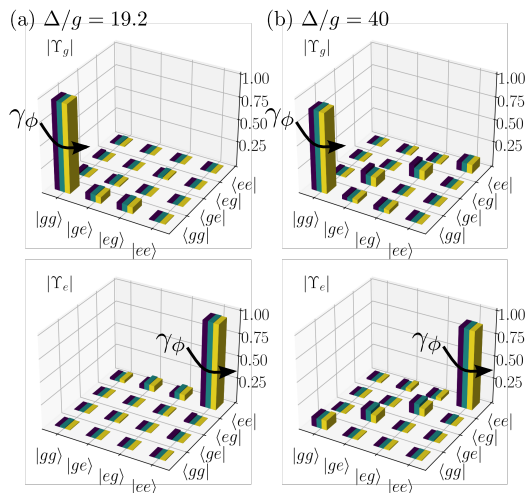 (a) Δ/g = 19.2
(b) Δ/g = 40
|Υ_g|
1.00
0.75
0.50
0.25
γ_ϕ
|gg⟩
|ge⟩
|eg⟩
|ee⟩
⟨gg|
⟨ge|
⟨eg|
⟨ee|
|Υ_g|
1.00
0.75
0.50
0.25
γ_ϕ
|gg⟩
|ge⟩
|eg⟩
|ee⟩
⟨gg|
⟨ge|
⟨eg|
⟨ee|
|Υ_e|
1.00
0.75
0.50
0.25
γ_ϕ
|gg⟩
|ge⟩
|eg⟩
|ee⟩
⟨gg|
⟨ge|
⟨eg|
⟨ee|
|Υ_e|
1.00
0.75
0.50
0.25
γ_ϕ
|gg⟩
|ge⟩
|eg⟩
|ee⟩
⟨gg|
⟨ge|
⟨eg|
⟨ee|